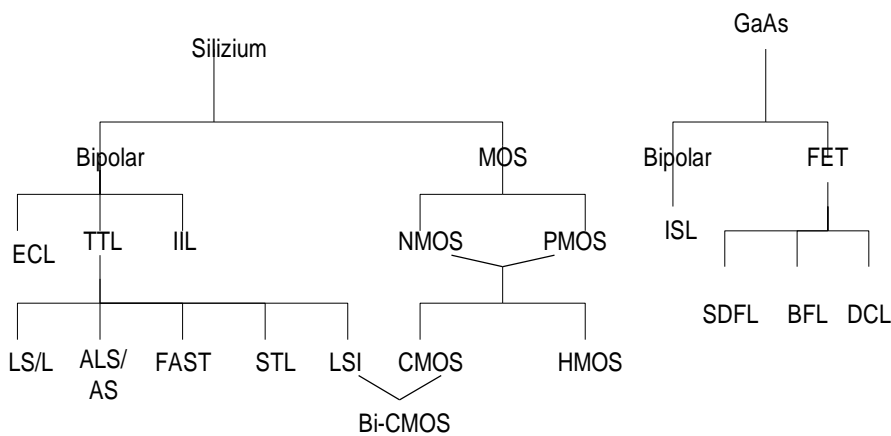 Silizium
GaAs
Bipolar
MOS
Bipolar
FET
ECL
TTL
IIL
NMOS
PMOS
ISL
SDFL
BFL
DCL
LS/L
ALS/
AS
FAST
STL
LSI
CMOS
HMOS
Bi-CMOS